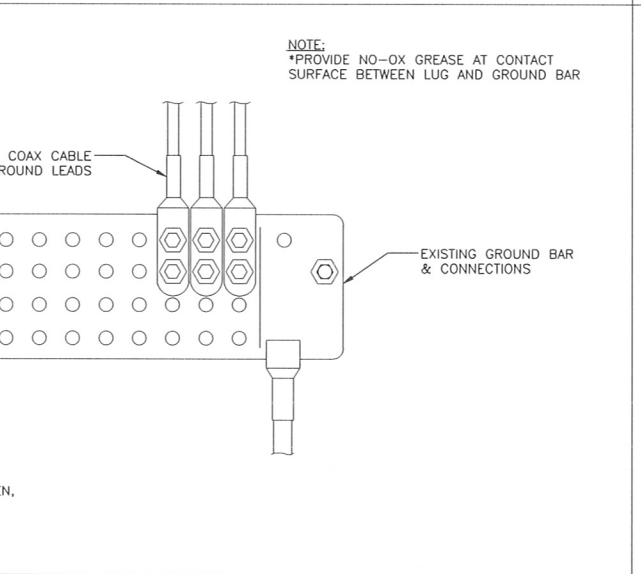 NOTE:
*PROVIDE NO-OX GREASE AT CONTACT
SURFACE BETWEEN LUG AND GROUND BAR
COAX CABLE
ROUND LEADS
EXISTING GROUND BAR
& CONNECTIONS
EN,